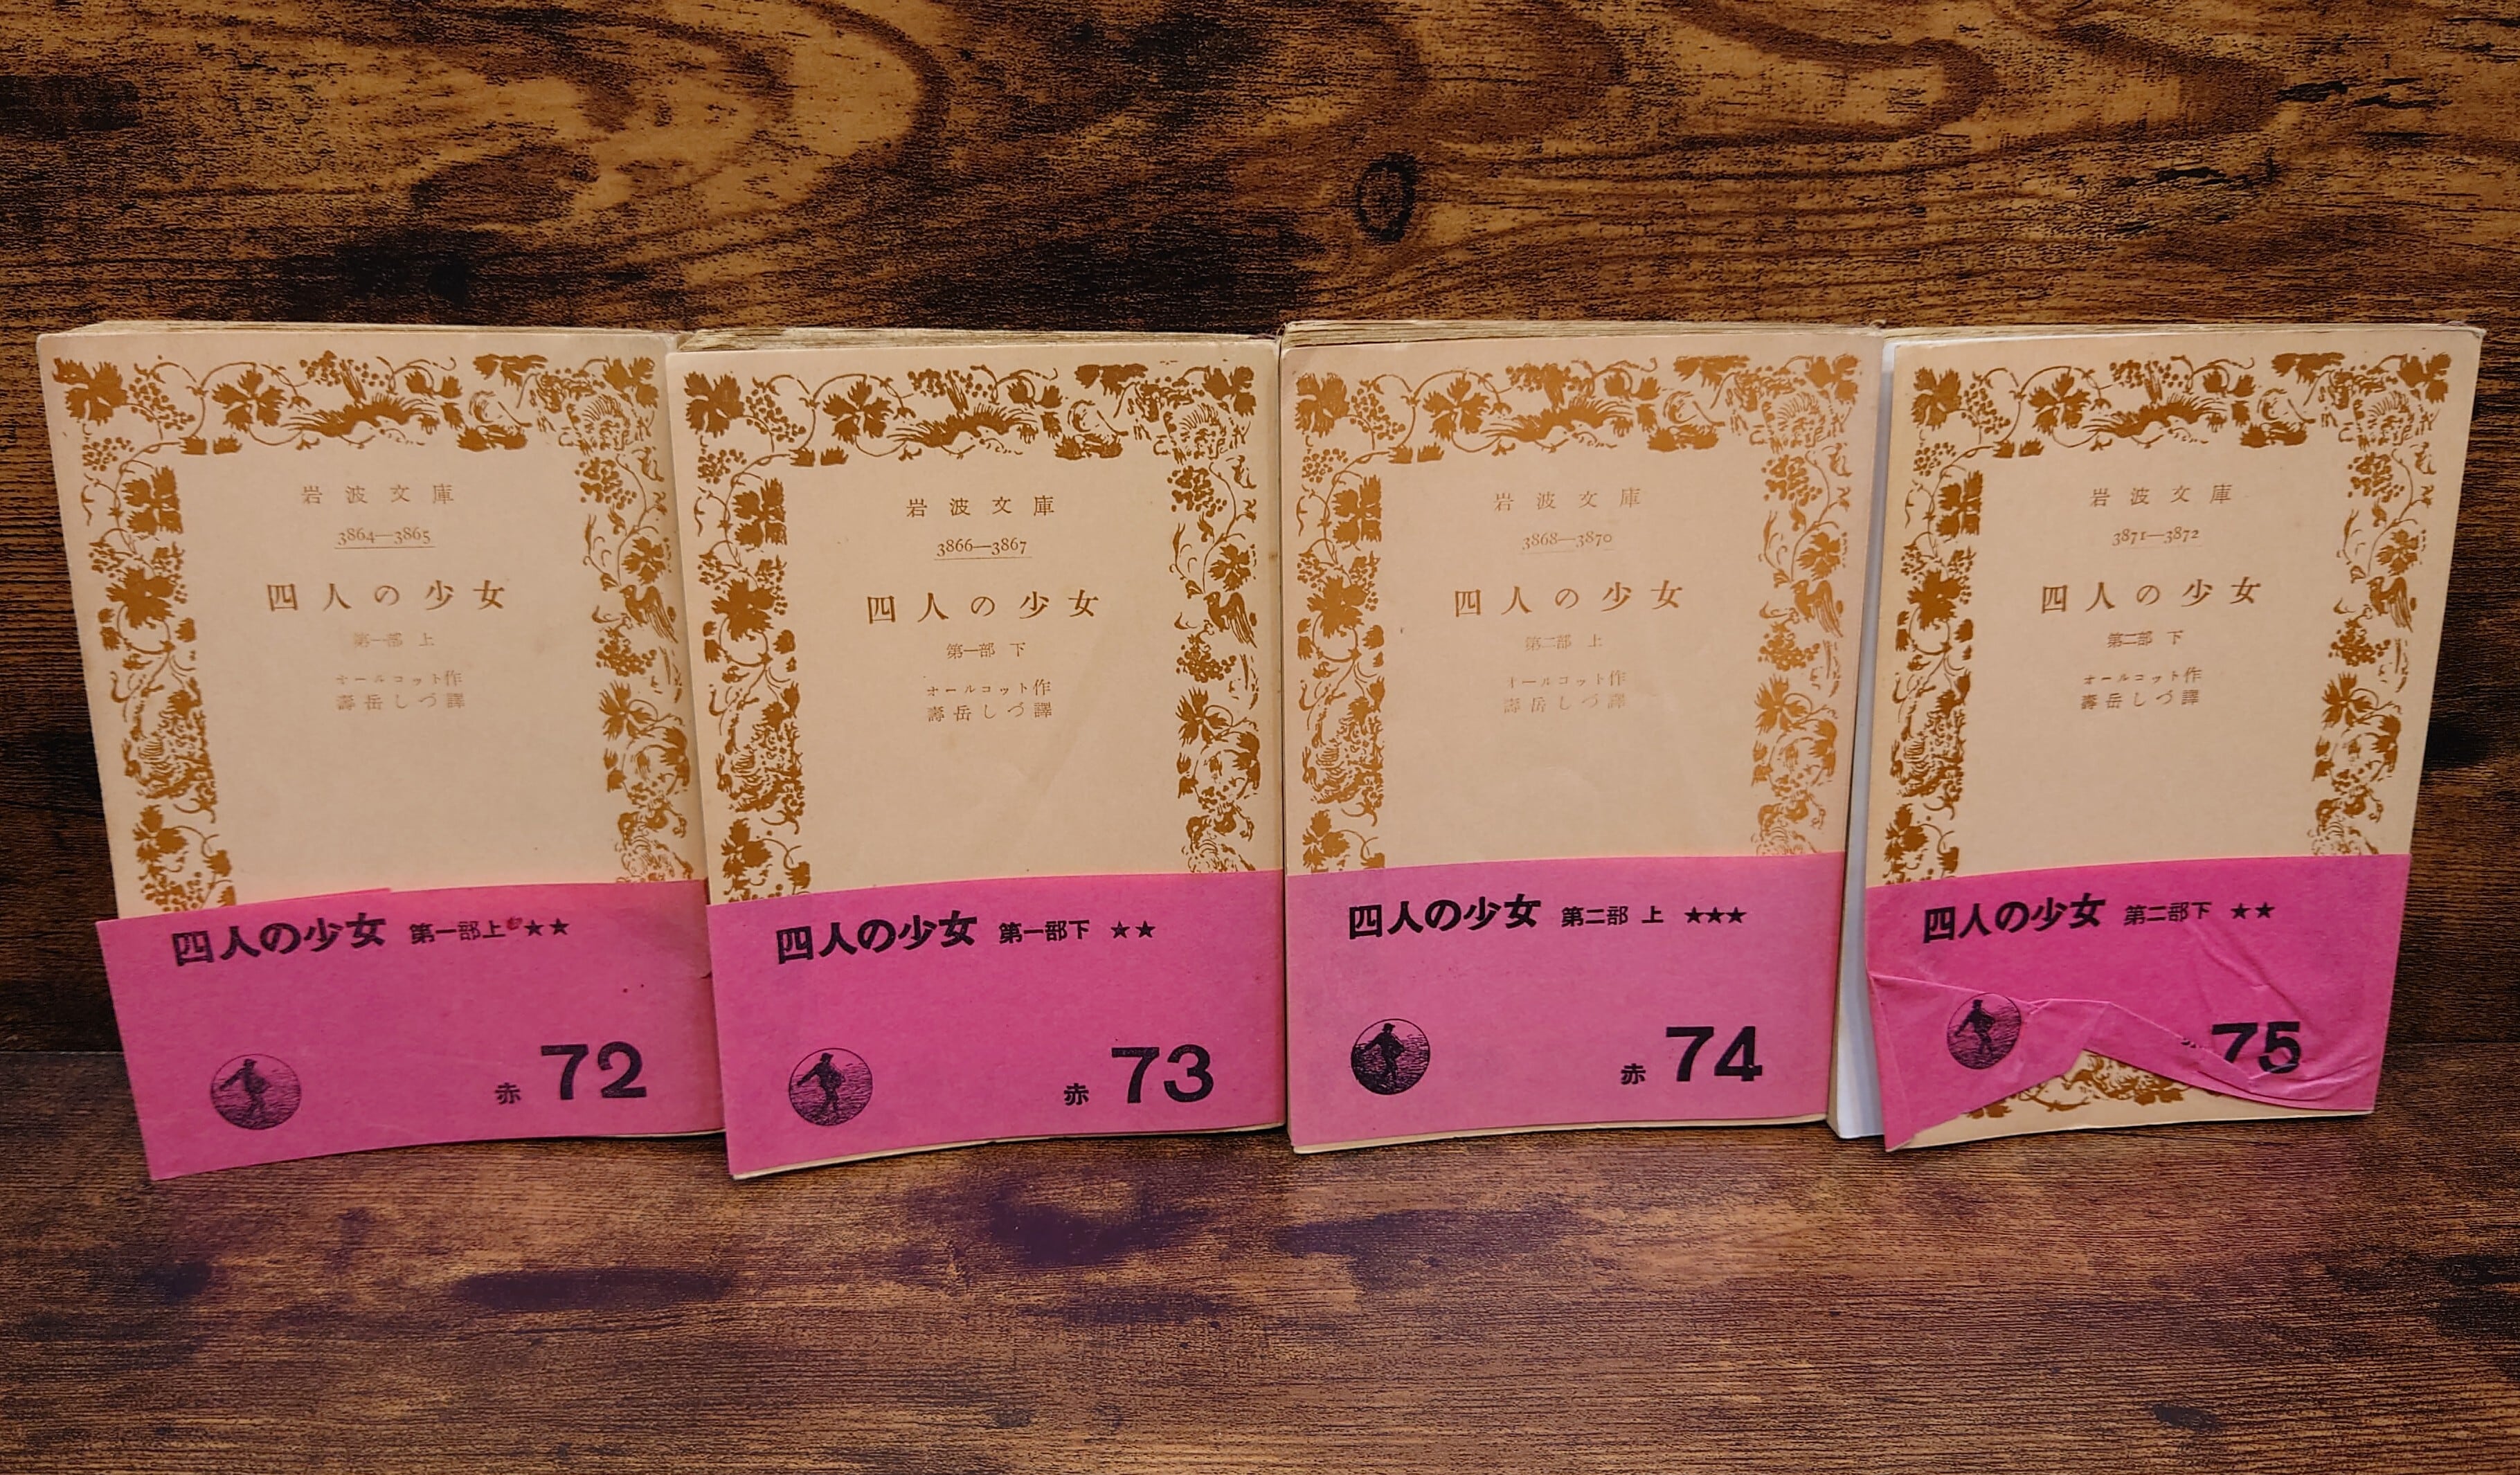 岩波文庫
3864—3865
四人の少女
第一部 上
オールコット作
壽岳しづ譯
四人の少女 第一部上 ★★
赤 72
岩波文庫
3866—3867
四人の少女
第一部 下
オールコット作
壽岳しづ譯
四人の少女 第一部下 ★★
赤 73
岩波文庫
3868—3870
四人の少女
第二部 上
オールコット作
壽岳しづ譯
四人の少女 第二部 上 ★★★
赤 74
岩波文庫
3871—3872
四人の少女
第二部 下
オールコット作
壽岳しづ譯
四人の少女 第二部下 ★★
75